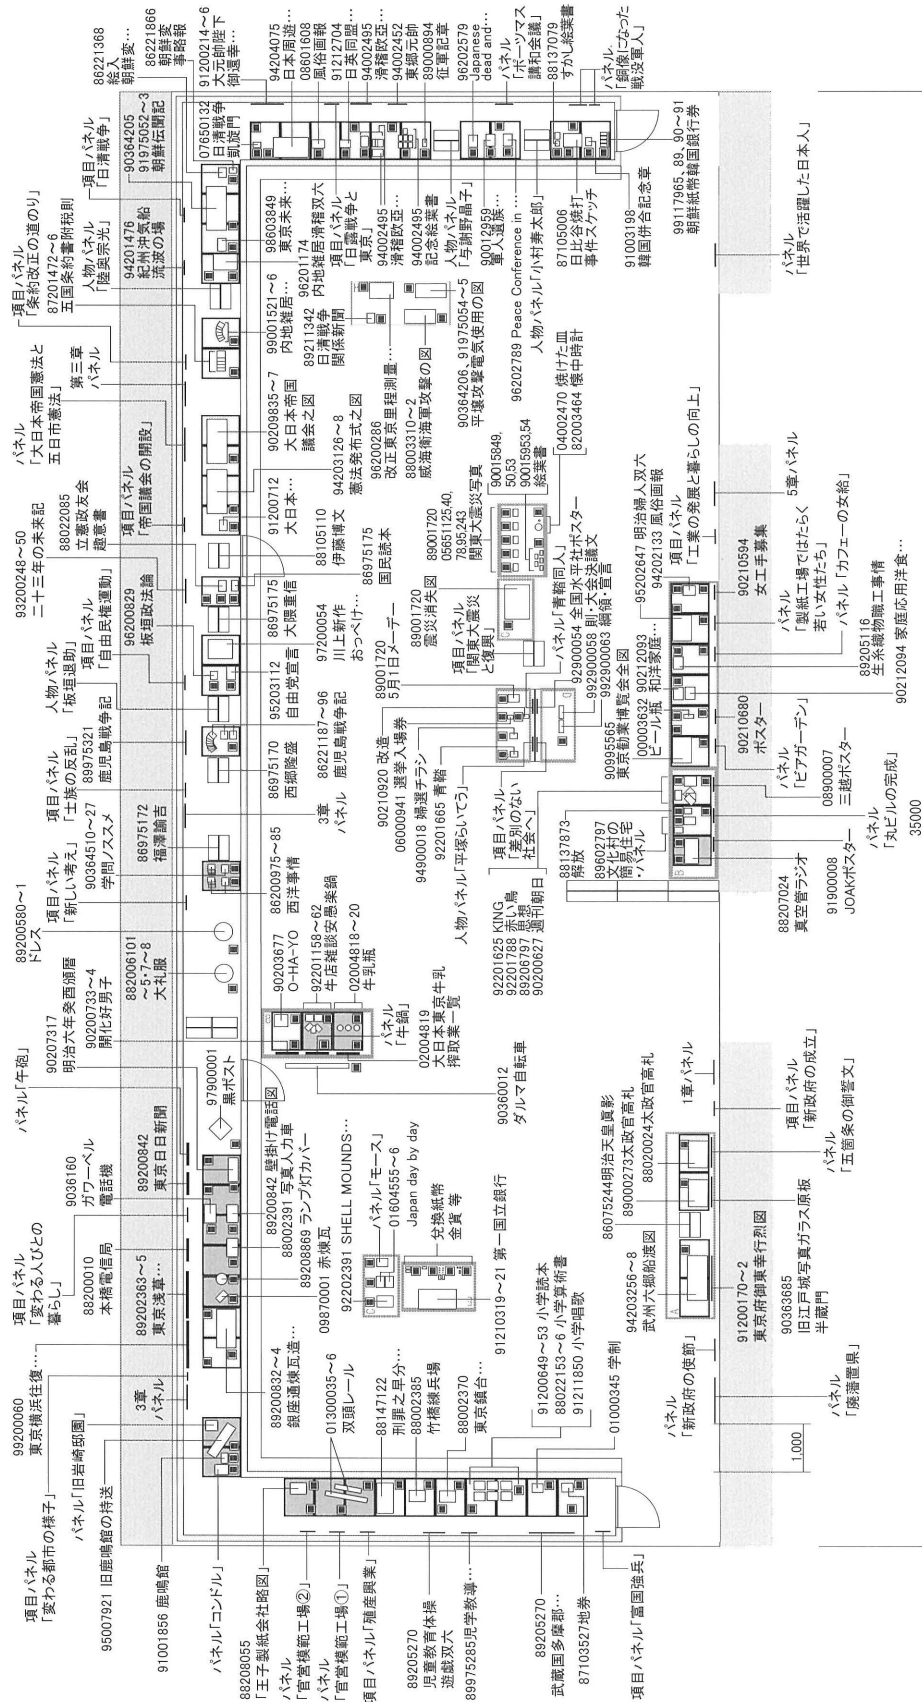 項目パネル
「変わる都市の様子」
99200060
東京横浜往復…
項目パネル
「変わる人びとの
暮らし」
9036160
ガワーベル
電話機
パネル「午砲」
90207317
明治六年癸酉頒暦
90200733~4
開化好男子
89200580~1
ドレス
882006101
~5・7~8
大礼服
項目パネル
「新しい考え」
90364510~27
学問ノススメ
項目パネル
「士族の反乱」
89975321
鹿児島戦争記
人物パネル
「板垣退助」
項目パネル
「自由民権運動」
96200829
板垣政法論
93200248~50
二十三年の未来記
88022085
立憲政友会
趣意書
項目パネル
「帝国議会の開設」
パネル
「大日本帝国憲法と
五日市憲法」
第三章
パネル
項目パネル
「条約改正の道のり」
87201472~6
五国条約書附税則
人物パネル
「陸奥宗光」
94201476
紀州沖気船
流波の場
項目パネル
「日清戦争」
90364205
91975052~3
朝鮮伝聞記
86221368
絵入
朝鮮変…
86221866
朝鮮変
事略報
07650132
日清戦争
凱旋門
91200214~6
大元帥陛下
御還幸…
94204075
日本周遊…
08601608
風俗画報
91212704
日英同盟…
94002495
滑稽欧亞…
94002452
東郷元帥
89000894
征軍記章
96202579
Japanese
dead and…
パネル
「ポーツマス
講和会議」
88137079
すかし絵葉書
パネル
「銅像になった
戦没軍人」
パネル「旧岩崎邸園」
95007921 旧鹿鳴館の持送
91001856 鹿鳴館
3章
パネル
89202363~5
東京浅草…
88200010
本橋電信局
89200842
東京日日新聞
86975172
福澤諭吉
パネル「コンドル」
88208055
「王子製紙会社略図」
パネル
「官営模範工場②」
パネル
「官営模範工場①」
項目パネル「殖産興業」
89205270
児童教育体操
遊戯双六
89975285児学教導…
89205270
武蔵国多摩郡…
87103527地券
項目パネル「富国強兵」
89200832~4
銀座通煉瓦造…
01300035~6
双頭レール
88147122
刑罪之早分…
88002385
竹橋練兵場
88002370
東京鎮台…
91200649~53 小学読本
88022153~6 小学算術書
91211850 小学唱歌
01000345 学制
97900001
黒ポスト
89200842 壁掛け電話図
88002391 写真人力車
89208869 ランプ灯カバー
09870001 赤煉瓦
92202391 SHELL MOUNDS…
パネル「モース」
01604555~6
Japan day by day
兌換紙幣
金貨 等
91210319~21 第一国立銀行
90203677
O-HA-YO
92201158~62
牛店雑談安愚楽鍋
02004818~20
牛乳瓶
パネル
「牛鍋」
02004819
大日本東京牛乳
搾取業一覧
90360012
ダルマ自転車
86200975~85
西洋事情
3章
パネル
86975170
西郷隆盛
86221187~96
鹿児島戦争記
95203112
自由党宣言
86975175
大隈重信
97200054
川上新作
おっぺけ…
86975175
国民読本
88105110
伊藤博文
91200712
大日本…
94203126~8
憲法発布式之図
90209835~7
大日本帝国
議会之図
99001521~6
内地雑居…
96201174
内地雑居滑稽双六
98603849
東京未来…
89211342
日清戦争
関係新聞
96200286
改正東京里程測量…
88003310~2
威海衛海軍攻撃の図
90364206、91975054~5
平壌攻撃電気使用の図
項目パネル
「日露戦争と
東京」
94002495
滑稽欧亞…
94002495
記念絵葉書
人物パネル
「与謝野晶子」
90012959
軍人遺族…
96202789 Peace Conference in …
人物パネル「小村寿太郎」
87105006
日比谷焼打
事件スケッチ
91003198
韓国併合記念章
99117965、89、90~91
朝鮮紙幣韓国銀行券
89001720
5月1日メーデー
90210920 改造
06000941 選挙入場券
94900018 婦選チラシ
92201665 青鞜
人物パネル「平塚らいてう」
項目パネル
「差別のない
社会へ」
パネル「青鞜同人」
92900054 全国水平社ポスター
992900058 則・大会決議文
992900063 綱領・宣言
89001720
震災消失図
項目パネル
「関東大震災
と復興」
89001720
05651125,40,
78,95,243
関東大震災写真
90015849,
50,53
90015953,54
絵葉書
04002470 焼けた皿
82003464 懐中時計
92201625 KING
92201788 赤い鳥
89206797 思想
90200627 週刊朝日
88137873
解放
89602797
文化村の
簡易住宅
・パネル
90995565
東京勧業博覧会全図
00003632 90212093
ビール瓶 和洋家庭…
95202647 明治婦人双六
94202133 風俗画報
項目パネル
「工業の発展と暮らしの向上」
88207024
真空管ラジオ
91900008
JOAKポスター
パネル
「丸ビルの完成」
08900007
三越ポスター
パネル
「ビアガーデン」
90210680
ポスター
90212094 家庭応用洋食…
89205116
生糸織物職工事情
パネル「カフェーの女給」
パネル
「製紙工場ではたらく
若い女性たち」
90210594
女工手募集
5章パネル
パネル
「世界で活躍した日本人」
パネル
「新政府の使節」
パネル
「廃藩置県」
94203256~8
武州六郷船渡図
86075244明治天皇眞影
89000273太政官高札
88020024太政官高札
91200170~2
東京府御東幸行烈図
90363685
旧江戸城写真ガラス原板
半蔵門
パネル
「五箇条の御誓文」
項目パネル
「新政府の成立」
1章パネル
A
B
C
C
D
1,000
35000